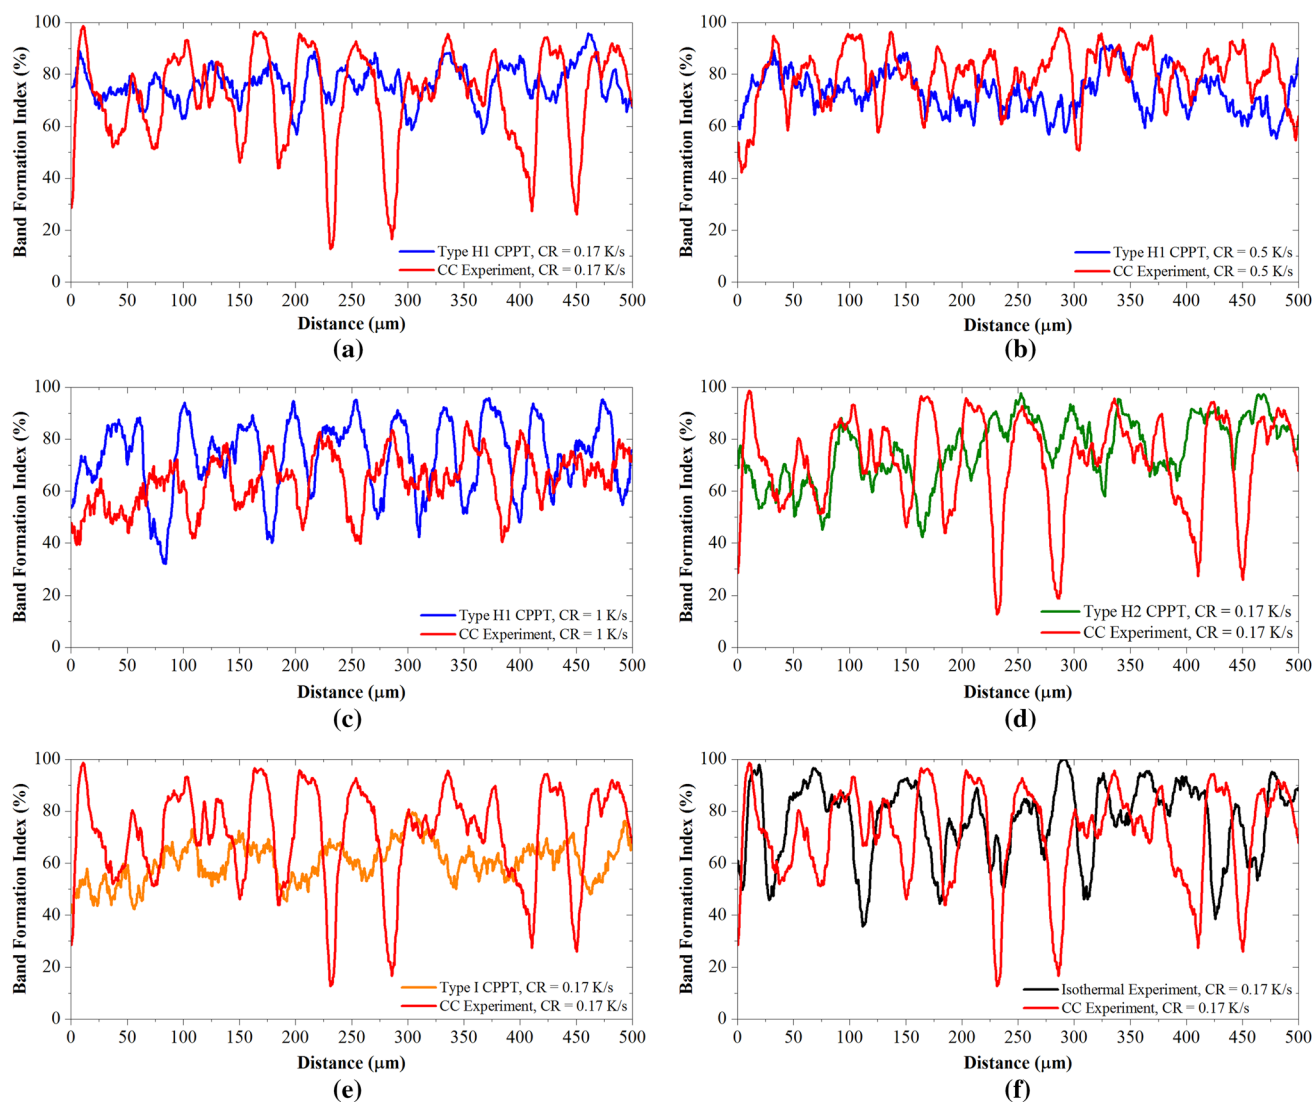 Band Formation Index (%)
100
80
60
40
20
0
Type H1 CPPT, CR = 0.17 K/s
CC Experiment, CR = 0.17 K/s
0 50 100 150 200 250 300 350 400 450 500
Distance (μm)
(a)
Band Formation Index (%)
100
80
60
40
20
0
Type H1 CPPT, CR = 0.5 K/s
CC Experiment, CR = 0.5 K/s
0 50 100 150 200 250 300 350 400 450 500
Distance (μm)
(b)
Band Formation Index (%)
100
80
60
40
20
0
Type H1 CPPT, CR = 1 K/s
CC Experiment, CR = 1 K/s
0 50 100 150 200 250 300 350 400 450 500
Distance (μm)
(c)
Band Formation Index (%)
100
80
60
40
20
0
Type H2 CPPT, CR = 0.17 K/s
CC Experiment, CR = 0.17 K/s
0 50 100 150 200 250 300 350 400 450 500
Distance (μm)
(d)
Band Formation Index (%)
100
80
60
40
20
0
Type I CPPT, CR = 0.17 K/s
CC Experiment, CR = 0.17 K/s
0 50 100 150 200 250 300 350 400 450 500
Distance (μm)
(e)
Band Formation Index (%)
100
80
60
40
20
0
Isothermal Experiment, CR = 0.17 K/s
CC Experiment, CR = 0.17 K/s
0 50 100 150 200 250 300 350 400 450 500
Distance (μm)
(f)